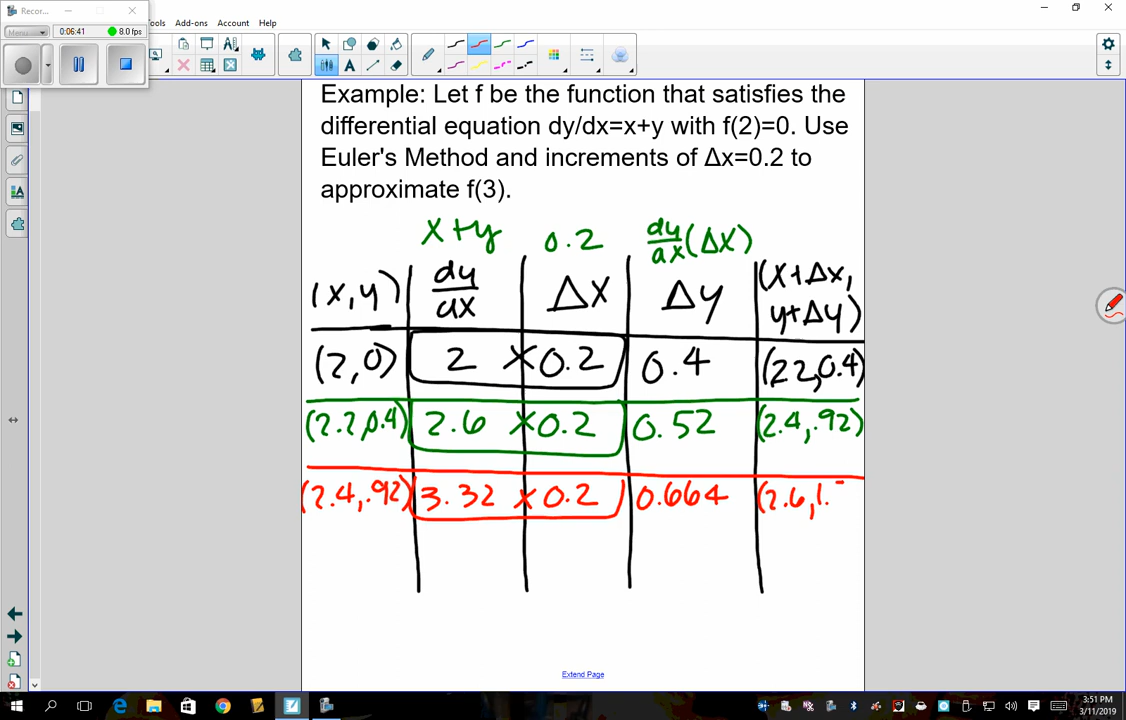 Recor...
Menu...
0:06:41
8.0 fps
Tools Add-ons Account Help
Example: Let f be the function that satisfies the
differential equation dy/dx=x+y with f(2)=0. Use
Euler's Method and increments of Δx=0.2 to
approximate f(3).
x+y 0.2 dy/dx(Δx)
(x,y) dy/dx Δx Δy (x+Δx, y+Δy)
(2,0) 2 × 0.2 0.4 (2.2,0.4)
(2.2,0.4) 2.6 × 0.2 0.52 (2.4,.92)
(2.4,.92) 3.32 × 0.2 0.664 (2.6,1.
Extend Page
3:51 PM
3/11/2019